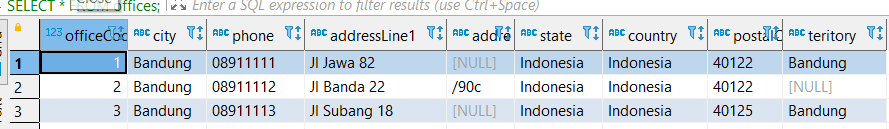 SELECT * offices; Enter a SQL expression to filter results (use Ctrl+Space)
123 officeCo ABC city ABC phone ABC addressLine1 ABC addre ABC state ABC country ABC postalC ABC teritory
1 1 Bandung 08911111 Jl Jawa 82 [NULL] Indonesia Indonesia 40122 Bandung
2 2 Bandung 08911112 Jl Banda 22 /90c Indonesia Indonesia 40122 [NULL]
3 3 Bandung 08911113 Jl Subang 18 [NULL] Indonesia Indonesia 40125 Bandung